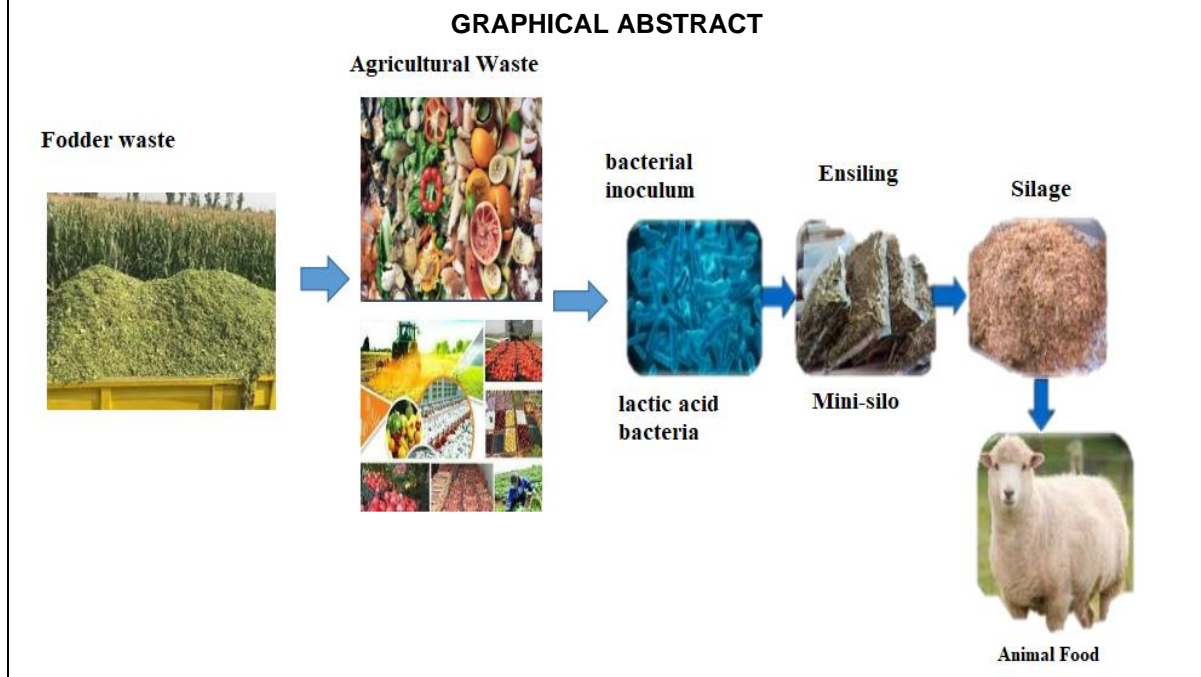 GRAPHICAL ABSTRACT
Agricultural Waste
Fodder waste
bacterial
inoculum
Ensiling
Silage
lactic acid
bacteria
Mini-silo
Animal Food